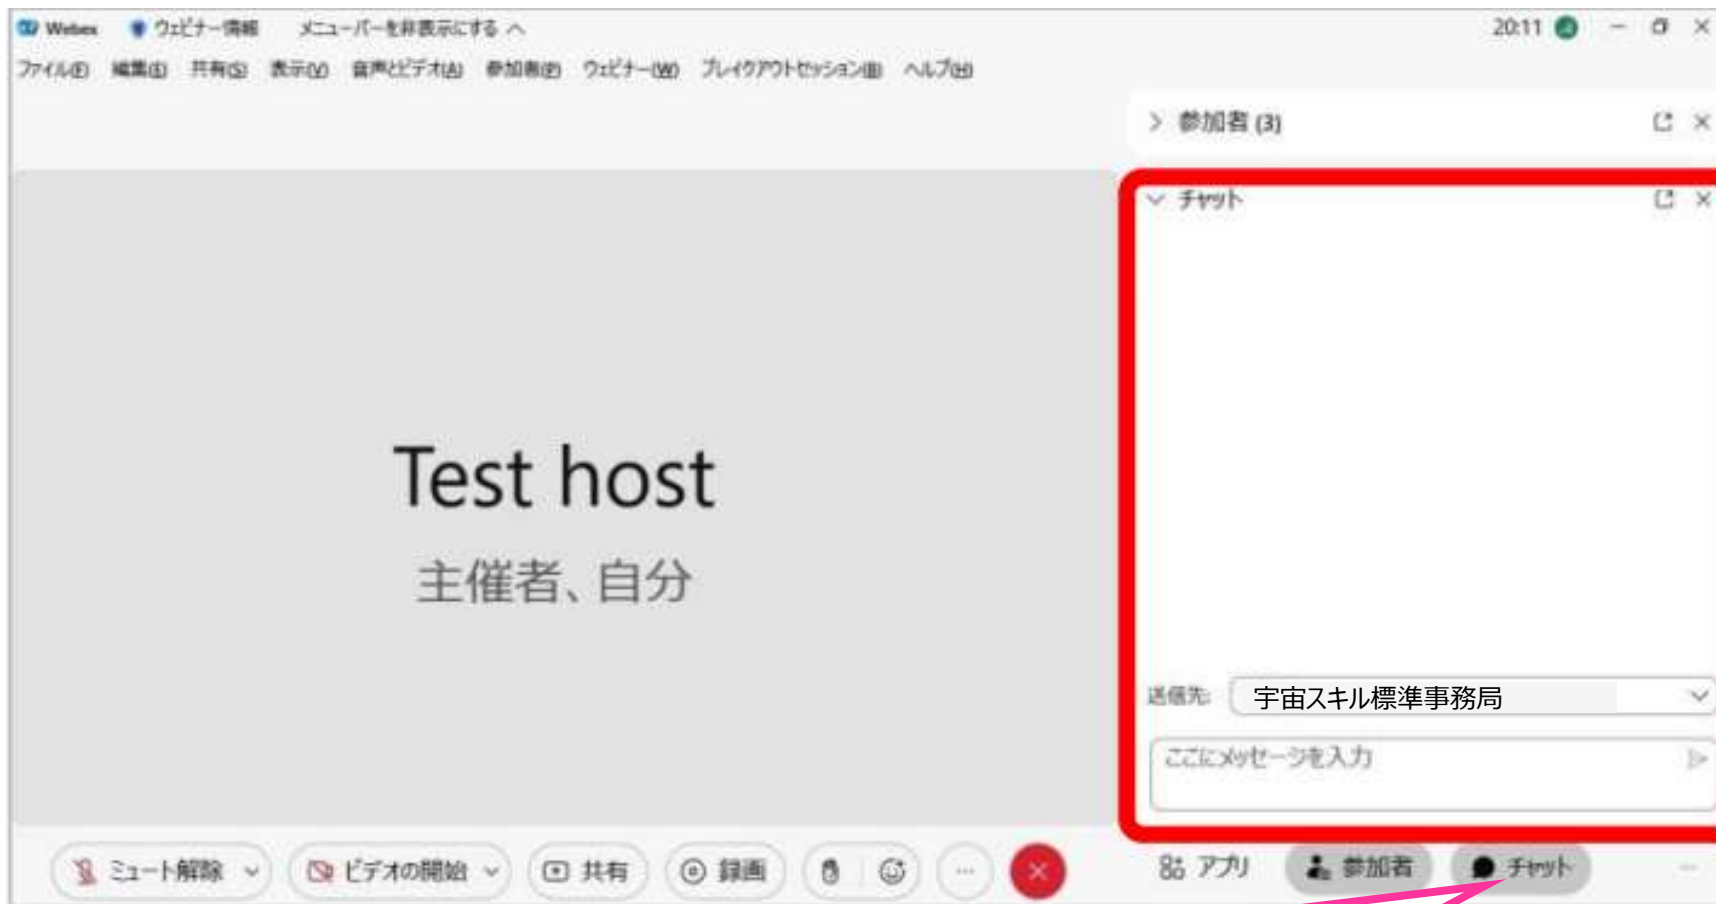 Webex ウェビナー情報 メニューバーを非表示にする 20:11
ファイル(F) 編集(E) 共有(S) 表示(V) 音声とビデオ(A) 参加者(P) ウェビナー(W) ブレイクアウトセッション(B) ヘルプ(H)
参加者 (3)
チャット
Test host
主催者、自分
送信先: 宇宙スキル標準事務局
ここにメッセージを入力
ミュート解除 ビデオの開始 共有 録画 アプリ 参加者 チャット